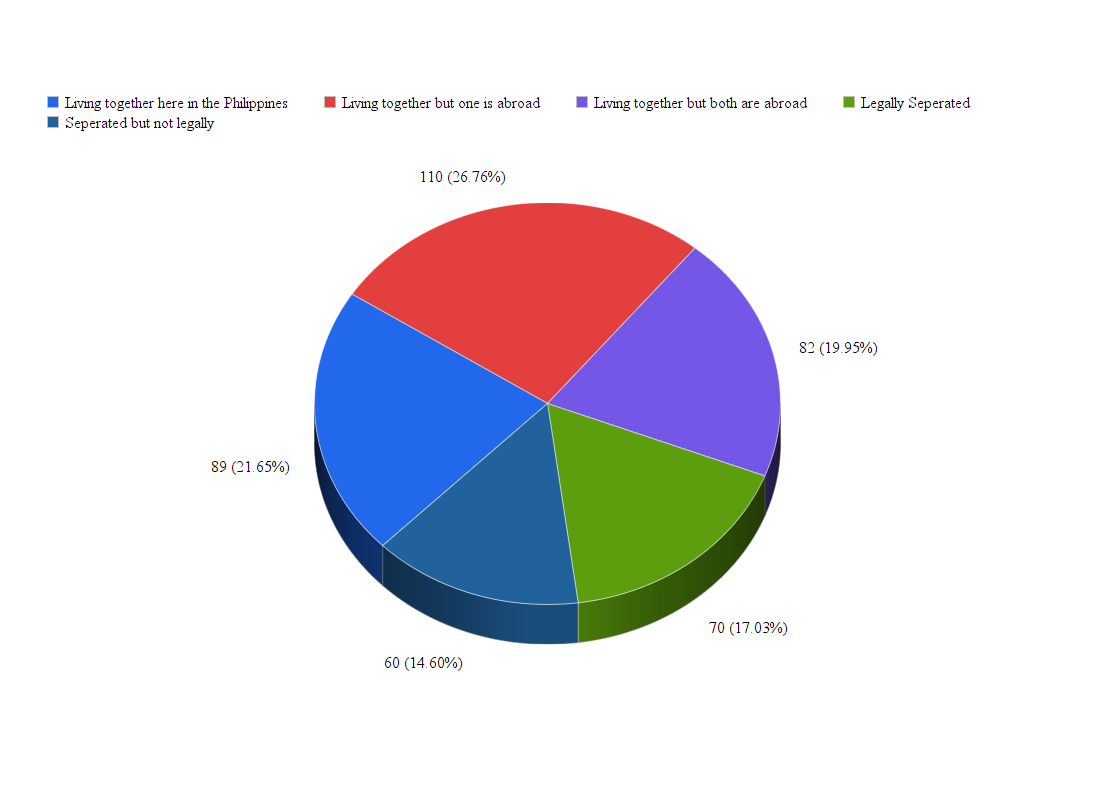 Living together here in the Philippines Living together but one is abroad Living together but both are abroad Legally Seperated
Seperated but not legally
110 (26.76%)
82 (19.95%)
89 (21.65%)
70 (17.03%)
60 (14.60%)